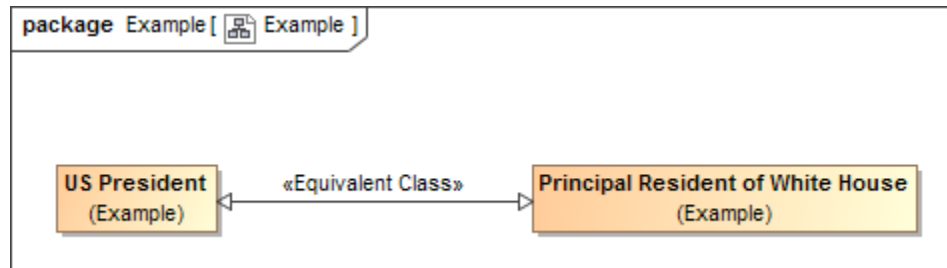 package Example [ Example ]
«Equivalent Class»
US President
(Example)
Principal Resident of White House
(Example)